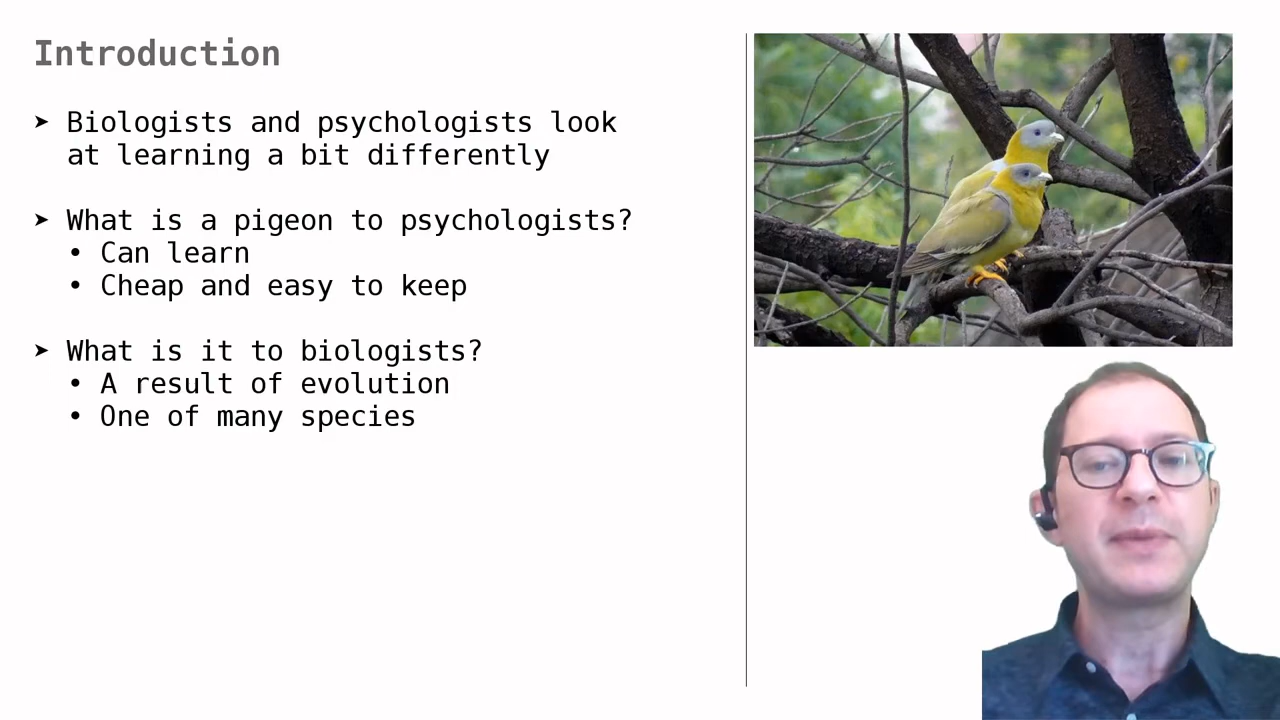 Introduction
➤ Biologists and psychologists look
at learning a bit differently
➤ What is a pigeon to psychologists?
• Can learn
• Cheap and easy to keep
➤ What is it to biologists?
• A result of evolution
• One of many species